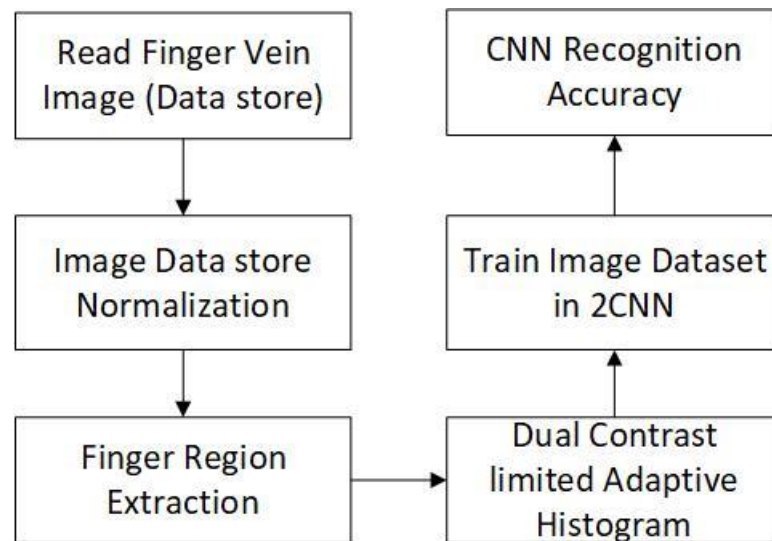 Read Finger Vein
Image (Data store)
Image Data store
Normalization
Finger Region
Extraction
Dual Contrast
limited Adaptive
Histogram
Train Image Dataset
in 2CNN
CNN Recognition
Accuracy